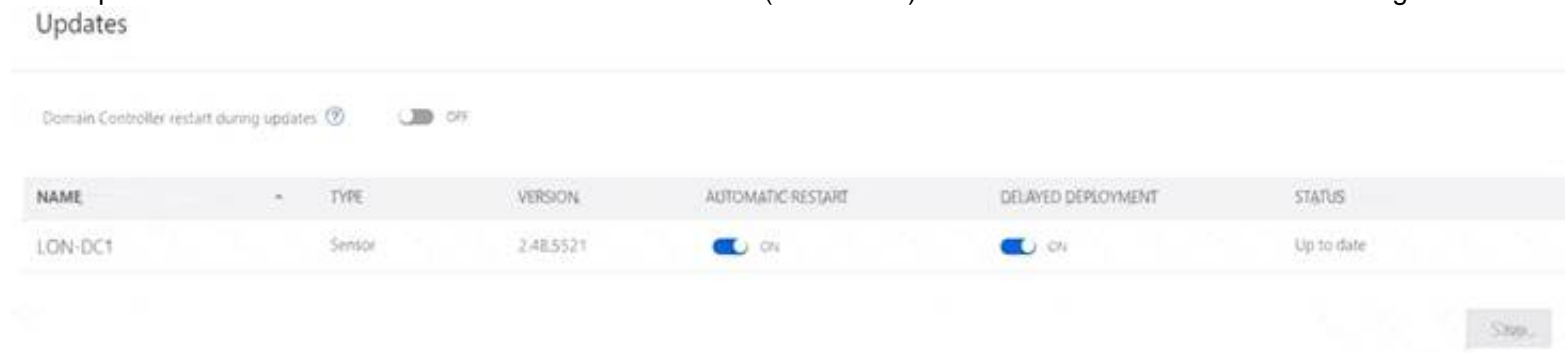 Updates
Domain Controller restart during updates ? OFF
NAME TYPE VERSION AUTOMATIC RESTART DELAYED DEPLOYMENT STATUS
LON-DC1 Sensor 2.48.5521 ON ON Up to date